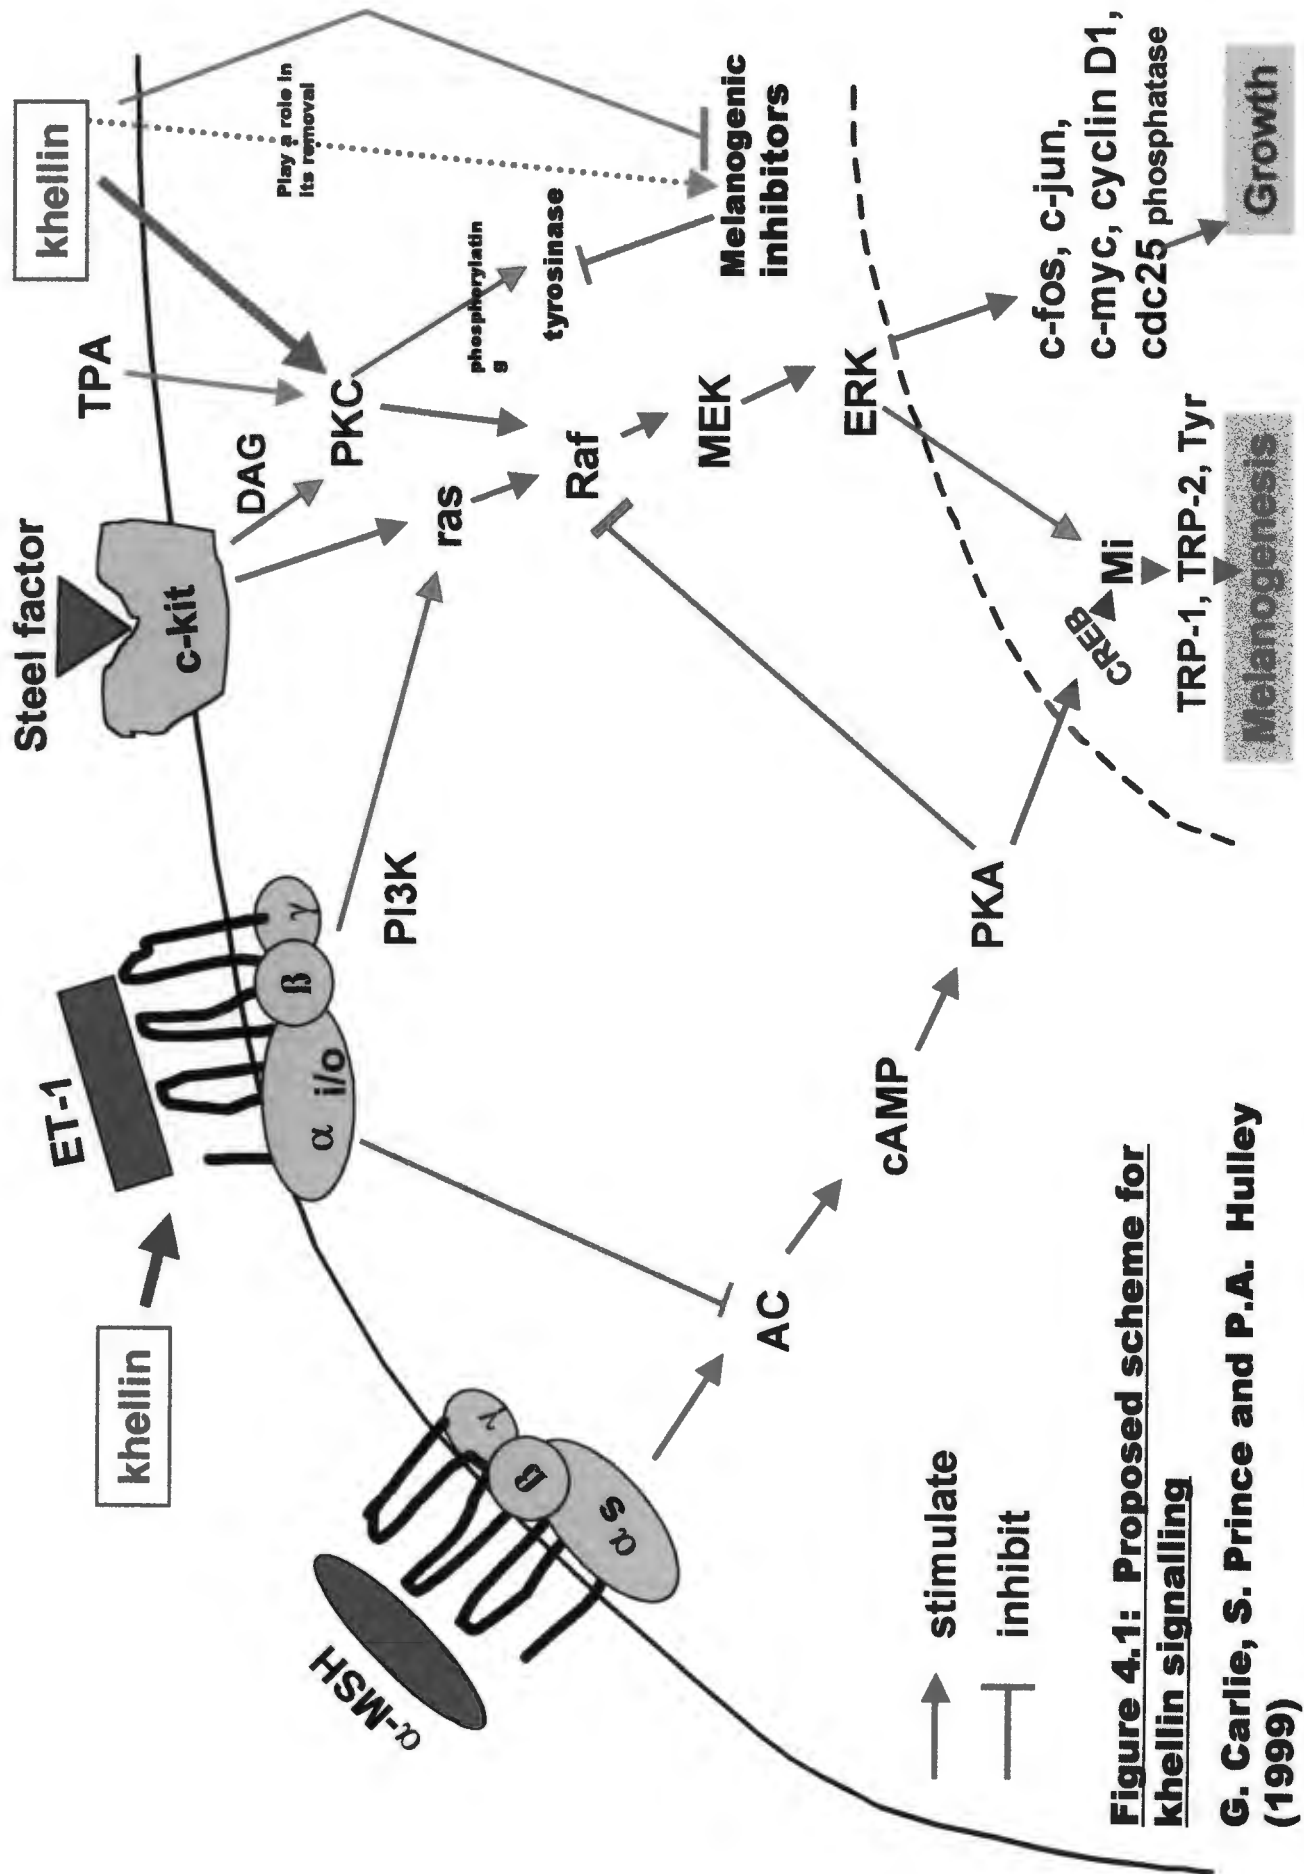 khellin
ET-1
Steel factor
TPA
khellin
α-MSH
c-kit
DAG
PKC
Play a role in
its removal
α i/o
ß
γ
PI3K
ras
phosphorylatin
g
tyrosinase
α s
ß
γ
Raf
MEK
Melanogenic
inhibitors
AC
cAMP
PKA
ERK
CREB
Mi
c-fos, c-jun,
c-myc, cyclin D1,
cdc25 phosphatase
TRP-1, TRP-2, Tyr
Melanogenesis
Growth
stimulate
inhibit
Figure 4.1: Proposed scheme for
khellin signalling
G. Carlie, S. Prince and P.A. Hulley
(1999)